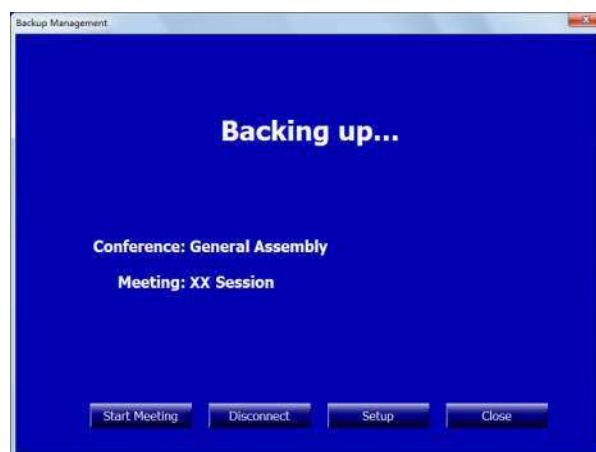 Backup Management
Backing up...
Conference: General Assembly
Meeting: XX Session
Start Meeting Disconnect Setup Close